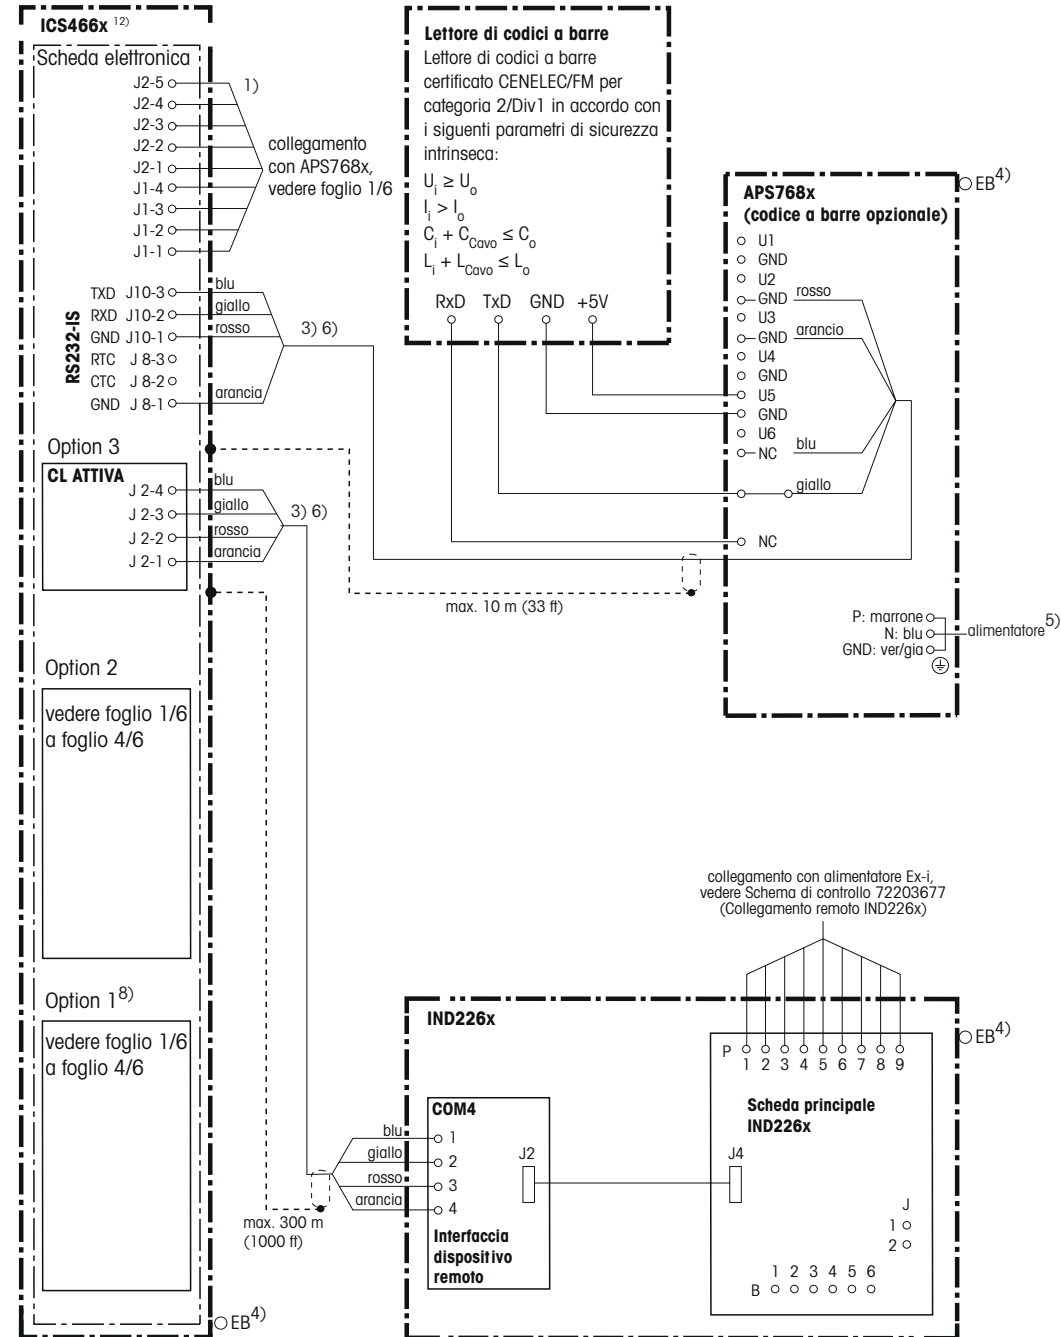 ICS466x 12)
Scheda elettronica
J2-5
J2-4
J2-3
J2-2
J2-1
J1-4
J1-3
J1-2
J1-1
1)
collegamento
con APS768x,
vedere foglio 1/6
RS232-IS
TXD J10-3 blu
RXD J10-2 giallo
GND J10-1 rosso
RTC J 8-3
CTC J 8-2
GND J 8-1 arancia
3) 6)
Option 3
CL ATTIVA
J 2-4 blu
J 2-3 giallo
J 2-2 rosso
J 2-1 arancia
3) 6)
Option 2
vedere foglio 1/6
a foglio 4/6
Option 1 8)
vedere foglio 1/6
a foglio 4/6
EB 4)
Lettore di codici a barre
Lettore di codici a barre
certificato CENELEC/FM per
categoria 2/Div1 in accordo con
i siguenti parametri di sicurezza
intrinseca:
Ui ≥ Uo
Ii > Io
Ci + CCavo ≤ Co
Li + LCavo ≤ Lo
RxD TxD GND +5V
max. 10 m (33 ft)
EB 4)
APS768x
(codice a barre opzionale)
U1
GND
U2
GND rosso
U3
GND arancio
U4
GND
U5
GND
U6
NC blu
giallo
NC
P: marrone
N: blu
GND: ver/gia
alimentatore 5)
collegamento con alimentatore Ex-i,
vedere Schema di controllo 72203677
(Collegamento remoto IND226x)
IND226x
EB 4)
P
1 2 3 4 5 6 7 8 9
Scheda principale
IND226x
COM4
blu 1
giallo 2
rosso 3
arancia 4
J2
J4
Interfaccia
dispositivo
remoto
J
1
2
1 2 3 4 5 6
B
max. 300 m
(1000 ft)